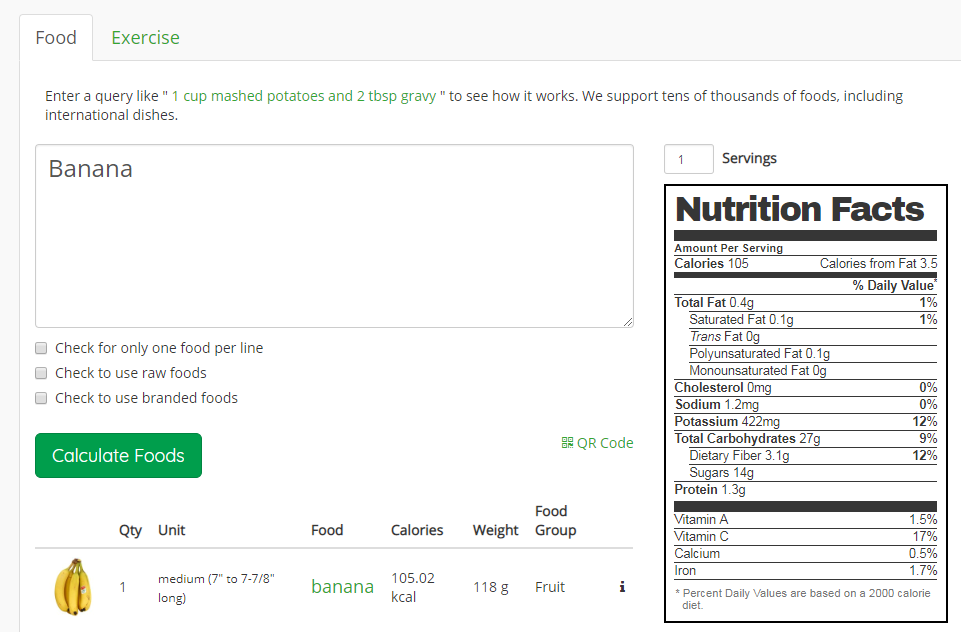 Food Exercise
Enter a query like " 1 cup mashed potatoes and 2 tbsp gravy " to see how it works. We support tens of thousands of foods, including
international dishes.
Banana
Check for only one food per line
Check to use raw foods
Check to use branded foods
Calculate Foods
QR Code
Qty Unit Food Calories Weight Food
Group
1 medium (7" to 7-7/8"
long) banana 105.02
kcal 118 g Fruit i
1 Servings
Nutrition Facts
Amount Per Serving
Calories 105 Calories from Fat 3.5
% Daily Value*
Total Fat 0.4g 1%
Saturated Fat 0.1g 1%
Trans Fat 0g
Polyunsaturated Fat 0.1g
Monounsaturated Fat 0g
Cholesterol 0mg 0%
Sodium 1.2mg 0%
Potassium 422mg 12%
Total Carbohydrates 27g 9%
Dietary Fiber 3.1g 12%
Sugars 14g
Protein 1.3g
Vitamin A 1.5%
Vitamin C 17%
Calcium 0.5%
Iron 1.7%
* Percent Daily Values are based on a 2000 calorie
diet.